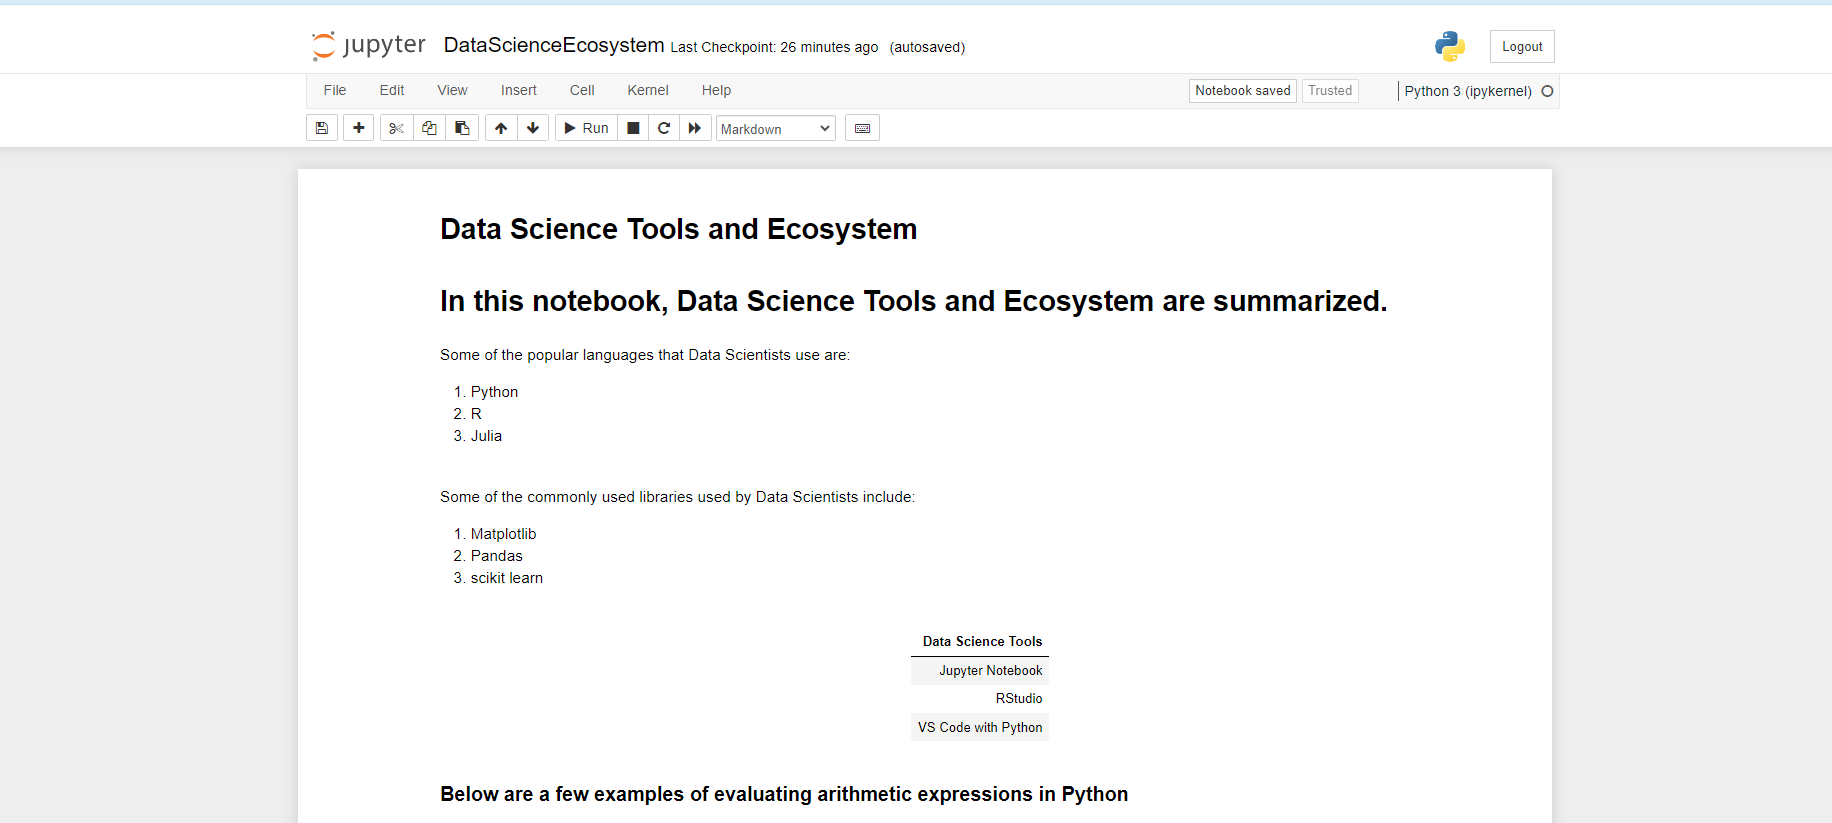 jupyter DataScienceEcosystem Last Checkpoint: 26 minutes ago (autosaved) Logout
File Edit View Insert Cell Kernel Help Notebook saved Trusted Python 3 (ipykernel)
Run Markdown
Data Science Tools and Ecosystem
In this notebook, Data Science Tools and Ecosystem are summarized.
Some of the popular languages that Data Scientists use are:
1. Python
2. R
3. Julia
Some of the commonly used libraries used by Data Scientists include:
1. Matplotlib
2. Pandas
3. scikit learn
Data Science Tools
Jupyter Notebook
RStudio
VS Code with Python
Below are a few examples of evaluating arithmetic expressions in Python